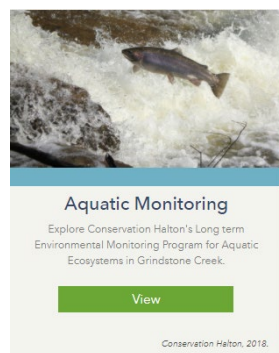 Aquatic Monitoring
Explore Conservation Halton's Long term
Environmental Monitoring Program for Aquatic
Ecosystems in Grindstone Creek.
View
Conservation Halton, 2018.